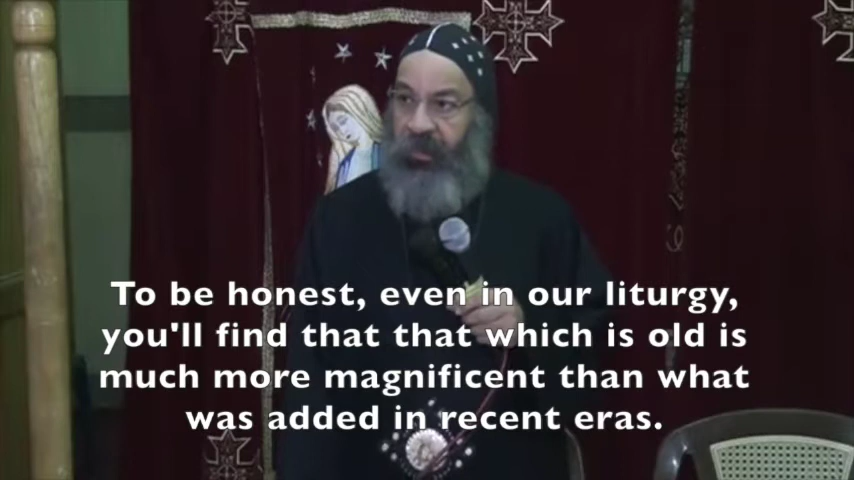 To be honest, even in our liturgy,
you'll find that that which is old is
much more magnificent than what
was added in recent eras.